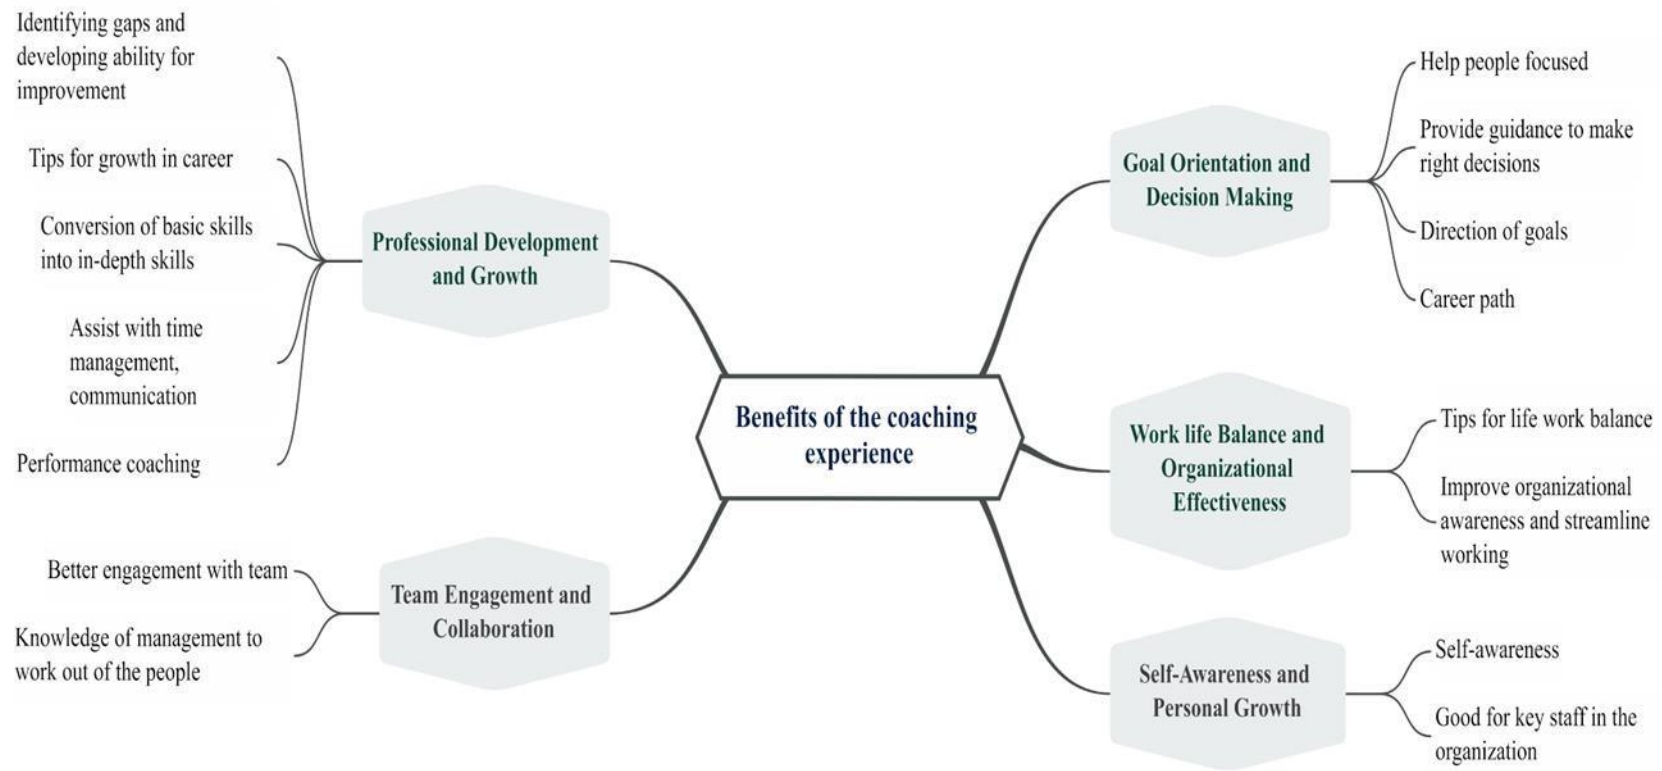 Benefits of the coaching
experience
Professional Development
and Growth
Identifying gaps and
developing ability for
improvement
Tips for growth in career
Conversion of basic skills
into in-depth skills
Assist with time
management,
communication
Performance coaching
Team Engagement and
Collaboration
Better engagement with team
Knowledge of management to
work out of the people
Goal Orientation and
Decision Making
Help people focused
Provide guidance to make
right decisions
Direction of goals
Career path
Work life Balance and
Organizational
Effectiveness
Tips for life work balance
Improve organizational
awareness and streamline
working
Self-Awareness and
Personal Growth
Self-awareness
Good for key staff in the
organization